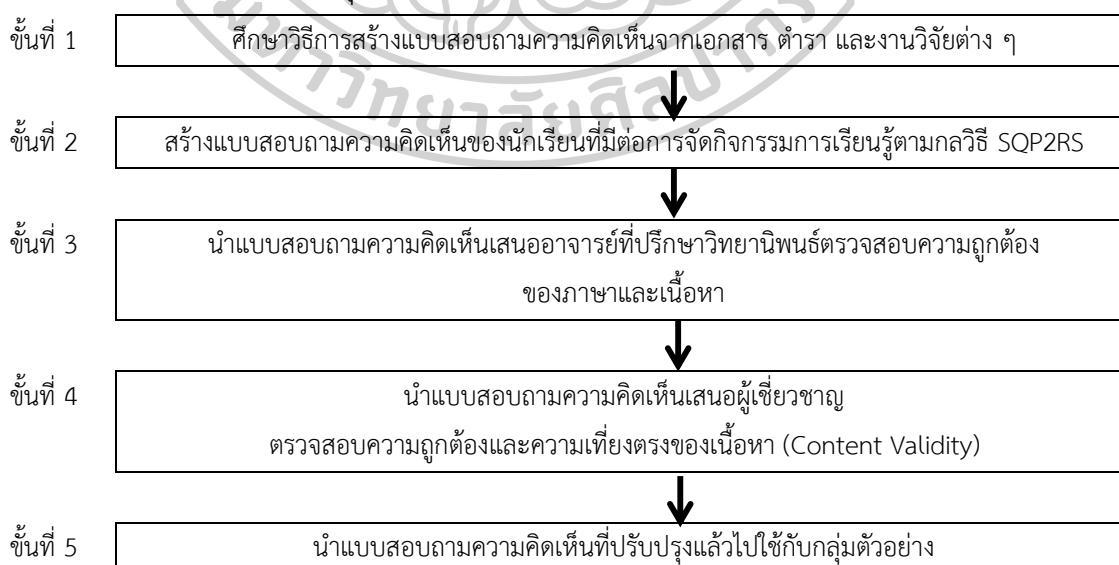 ขั้นที่ 1 ศึกษาวิธีการสร้างแบบสอบถามความคิดเห็นจากเอกสาร ตำรา และงานวิจัยต่าง ๆ
ขั้นที่ 2 สร้างแบบสอบถามความคิดเห็นของนักเรียนที่มีต่อการจัดกิจกรรมการเรียนรู้ตามกลวิธี SQP2RS
ขั้นที่ 3 นำแบบสอบถามความคิดเห็นเสนออาจารย์ที่ปรึกษาวิทยานิพนธ์ตรวจสอบความถูกต้อง
ของภาษาและเนื้อหา
ขั้นที่ 4 นำแบบสอบถามความคิดเห็นเสนอผู้เชี่ยวชาญ
ตรวจสอบความถูกต้องและความเที่ยงตรงของเนื้อหา (Content Validity)
ขั้นที่ 5 นำแบบสอบถามความคิดเห็นที่ปรับปรุงแล้วไปใช้กับกลุ่มตัวอย่าง